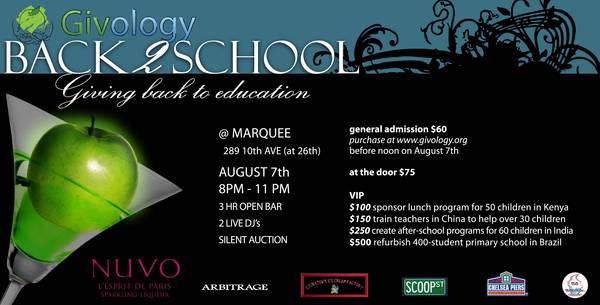 Givology
BACK 2 SCHOOL
Giving back to education
@ MARQUEE
289 10th AVE (at 26th)
AUGUST 7th
8PM - 11 PM
3 HR OPEN BAR
2 LIVE DJ's
SILENT AUCTION
general admission $60
purchase at www.givology.org
before noon on August 7th
at the door $75
VIP
$100 sponsor lunch program for 50 children in Kenya
$150 train teachers in China to help over 30 children
$250 create after-school programs for 60 children in India
$500 refurbish 400-student primary school in Brazil
NUVO
L'ESPRIT DE PARIS
SPARKLING LIQUEUR
ARBITRAGE
SCOOP ST
CHELSEA PIERS